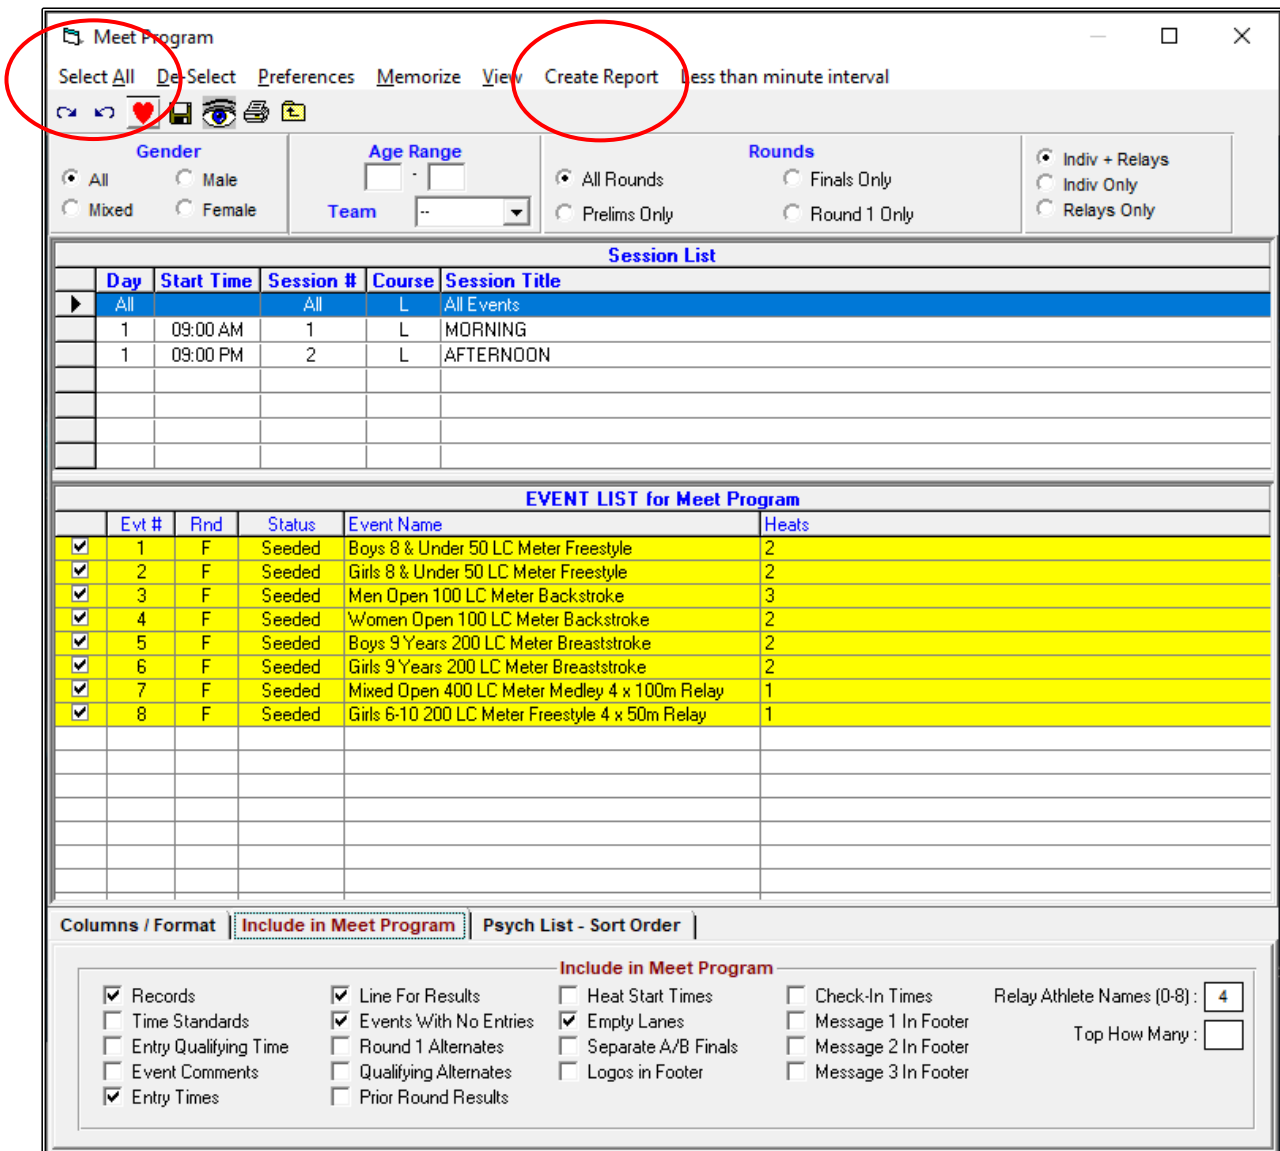 Meet Program
Select All De-Select Preferences Memorize View Create Report Less than minute interval
Gender Age Range Rounds
All Male - All Rounds Finals Only Indiv + Relays
Indiv Only
Mixed Female Team -- Prelims Only Round 1 Only Relays Only
Session List
Day Start Time Session # Course Session Title
All All L All Events
1 09:00 AM 1 L MORNING
1 09:00 PM 2 L AFTERNOON
EVENT LIST for Meet Program
Evt # Rnd Status Event Name Heats
1 F Seeded Boys 8 & Under 50 LC Meter Freestyle 2
2 F Seeded Girls 8 & Under 50 LC Meter Freestyle 2
3 F Seeded Men Open 100 LC Meter Backstroke 3
4 F Seeded Women Open 100 LC Meter Backstroke 2
5 F Seeded Boys 9 Years 200 LC Meter Breaststroke 2
6 F Seeded Girls 9 Years 200 LC Meter Breaststroke 2
7 F Seeded Mixed Open 400 LC Meter Medley 4 x 100m Relay 1
8 F Seeded Girls 6-10 200 LC Meter Freestyle 4 x 50m Relay 1
Columns / Format Include in Meet Program Psych List - Sort Order
Include in Meet Program
Records Line For Results Heat Start Times Check-In Times Relay Athlete Names (0-8) : 4
Time Standards Events With No Entries Empty Lanes Message 1 In Footer Top How Many :
Entry Qualifying Time Round 1 Alternates Separate A/B Finals Message 2 In Footer
Event Comments Qualifying Alternates Logos in Footer Message 3 In Footer
Entry Times Prior Round Results